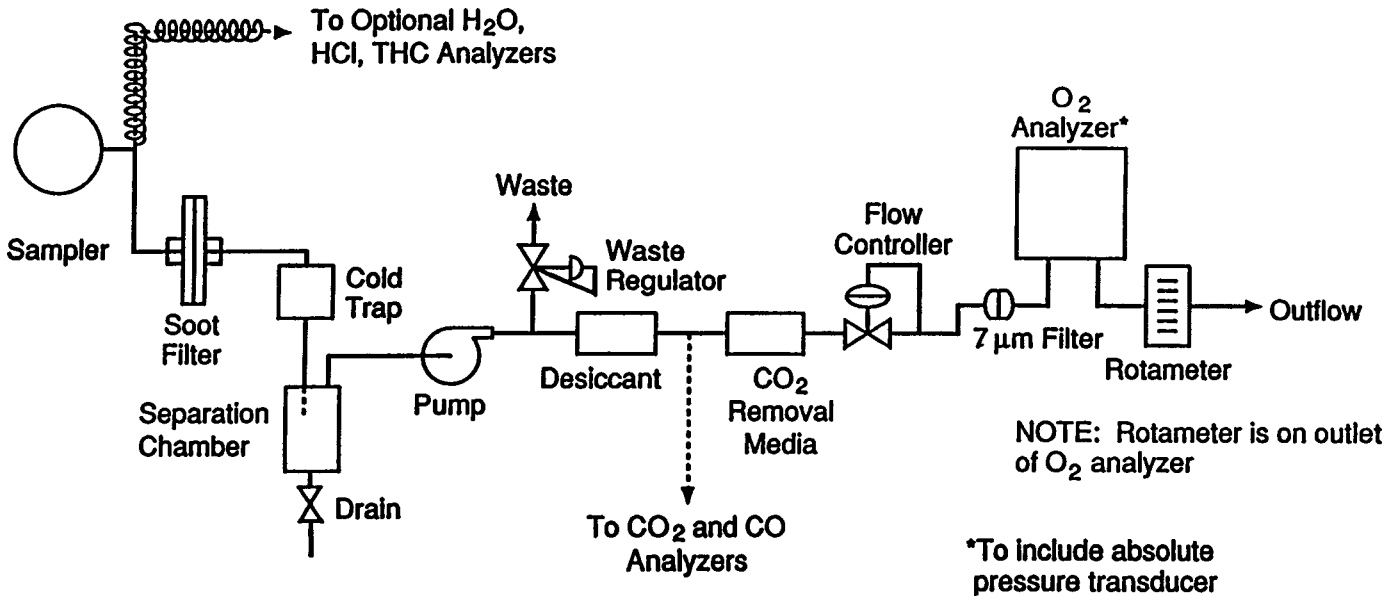 To Optional H₂O,
HCl, THC Analyzers
O₂
Analyzer*
Waste
Flow
Controller
Sampler
Waste
Regulator
Cold
Trap
Outflow
Soot
Filter
7 μm Filter
Desiccant
Rotameter
Pump
CO₂
Removal
Media
Separation
Chamber
NOTE: Rotameter is on outlet
of O₂ analyzer
Drain
To CO₂ and CO
Analyzers
*To include absolute
pressure transducer